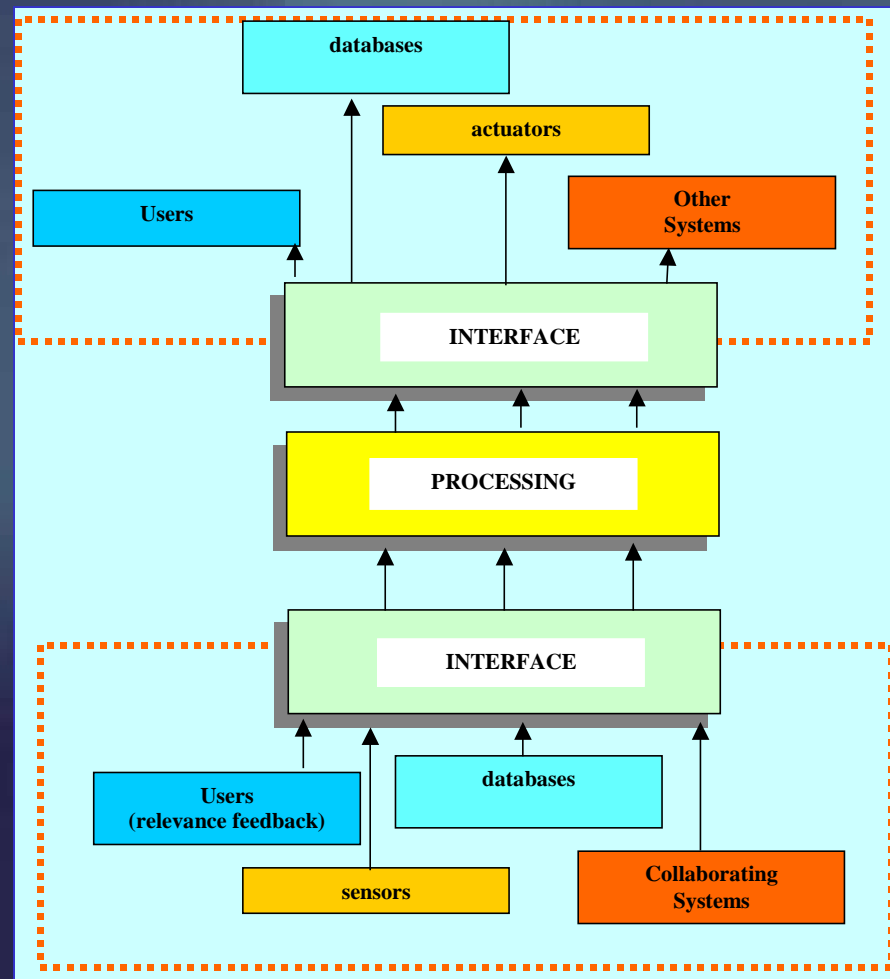 databases
actuators
Users
Other
Systems
INTERFACE
PROCESSING
INTERFACE
Users
(relevance feedback)
databases
sensors
Collaborating
Systems